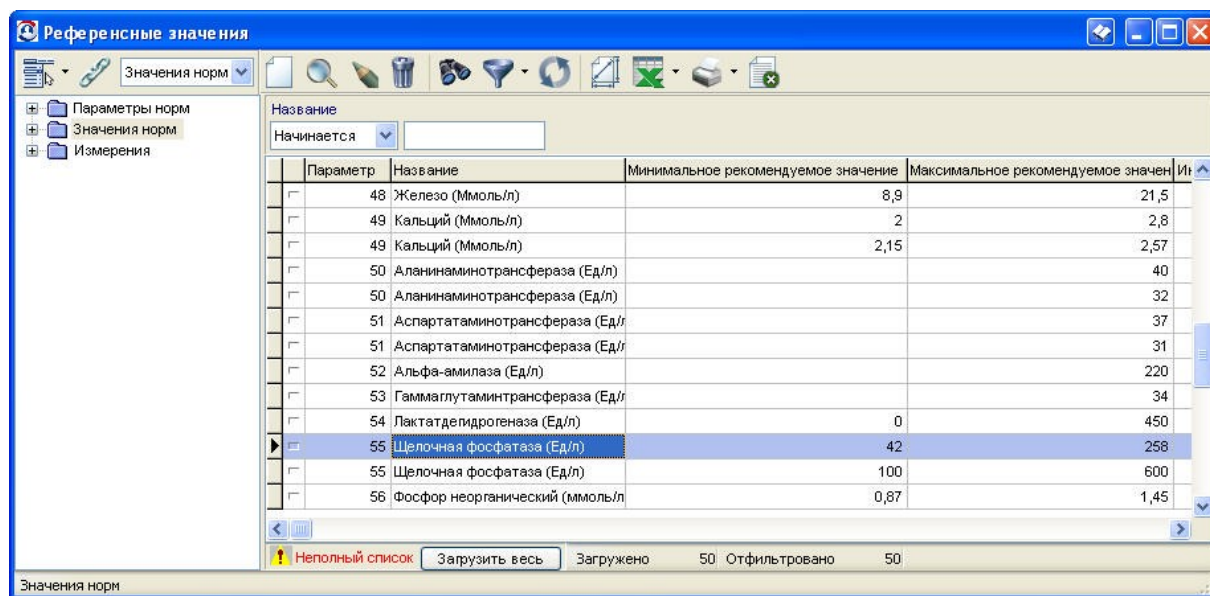 Референсные значения
Значения норм
Параметры норм
Значения норм
Измерения
Название
Начинается
Параметр Название Минимальное рекомендуемое значение Максимальное рекомендуемое значен Ин
48 Железо (Ммоль/л) 8,9 21,5
49 Кальций (Ммоль/л) 2 2,8
49 Кальций (Ммоль/л) 2,15 2,57
50 Аланинаминотрансфераза (Ед/л) 40
50 Аланинаминотрансфераза (Ед/л) 32
51 Аспартатаминотрансфераза (Ед/л 37
51 Аспартатаминотрансфераза (Ед/л 31
52 Альфа-амилаза (Ед/л) 220
53 Гаммаглутаминтрансфераза (Ед/л 34
54 Лактатдегидрогеназа (Ед/л) 0 450
55 Щелочная фосфатаза (Ед/л) 42 258
55 Щелочная фосфатаза (Ед/л) 100 600
56 Фосфор неорганический (ммоль/л 0,87 1,45
Неполный список Загрузить весь Загружено 50 Отфильтровано 50
Значения норм